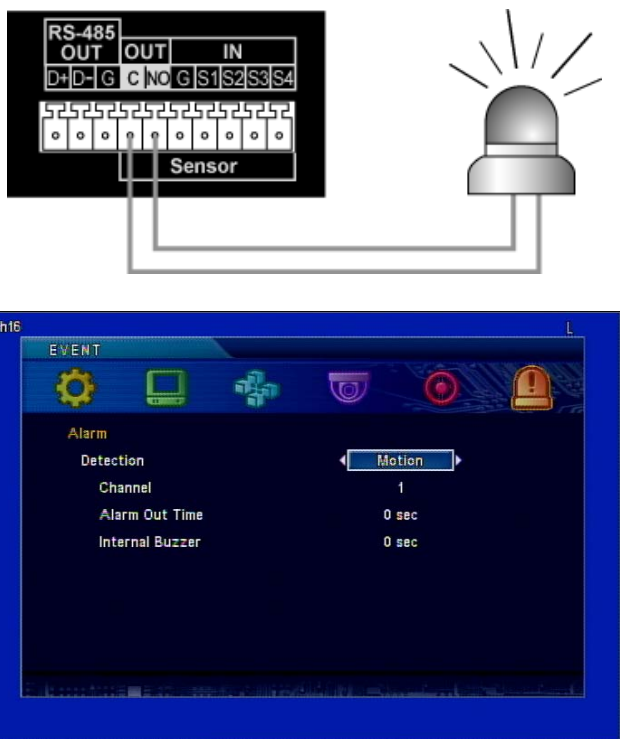 RS-485
OUT OUT IN
D+ D- G C NO G S1 S2 S3 S4
Sensor
h16 L
EVENT
Alarm
Detection Motion
Channel 1
Alarm Out Time 0 sec
Internal Buzzer 0 sec